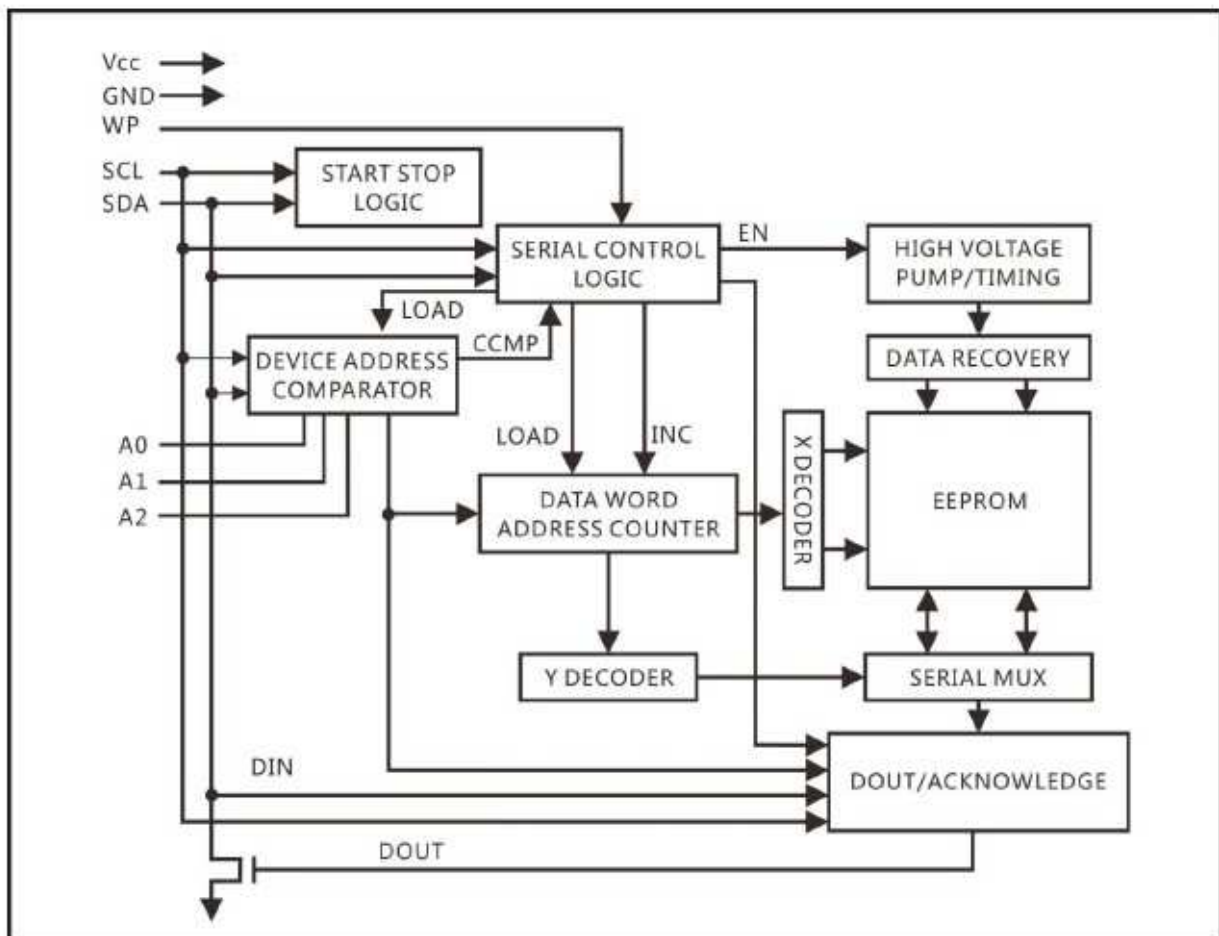 Vcc
GND
WP
SCL
SDA
START STOP
LOGIC
SERIAL CONTROL
LOGIC
EN
HIGH VOLTAGE
PUMP/TIMING
LOAD
CCMP
DEVICE ADDRESS
COMPARATOR
DATA RECOVERY
A0
A1
A2
LOAD
INC
X DECODER
EEPROM
DATA WORD
ADDRESS COUNTER
Y DECODER
SERIAL MUX
DIN
DOUT/ACKNOWLEDGE
DOUT